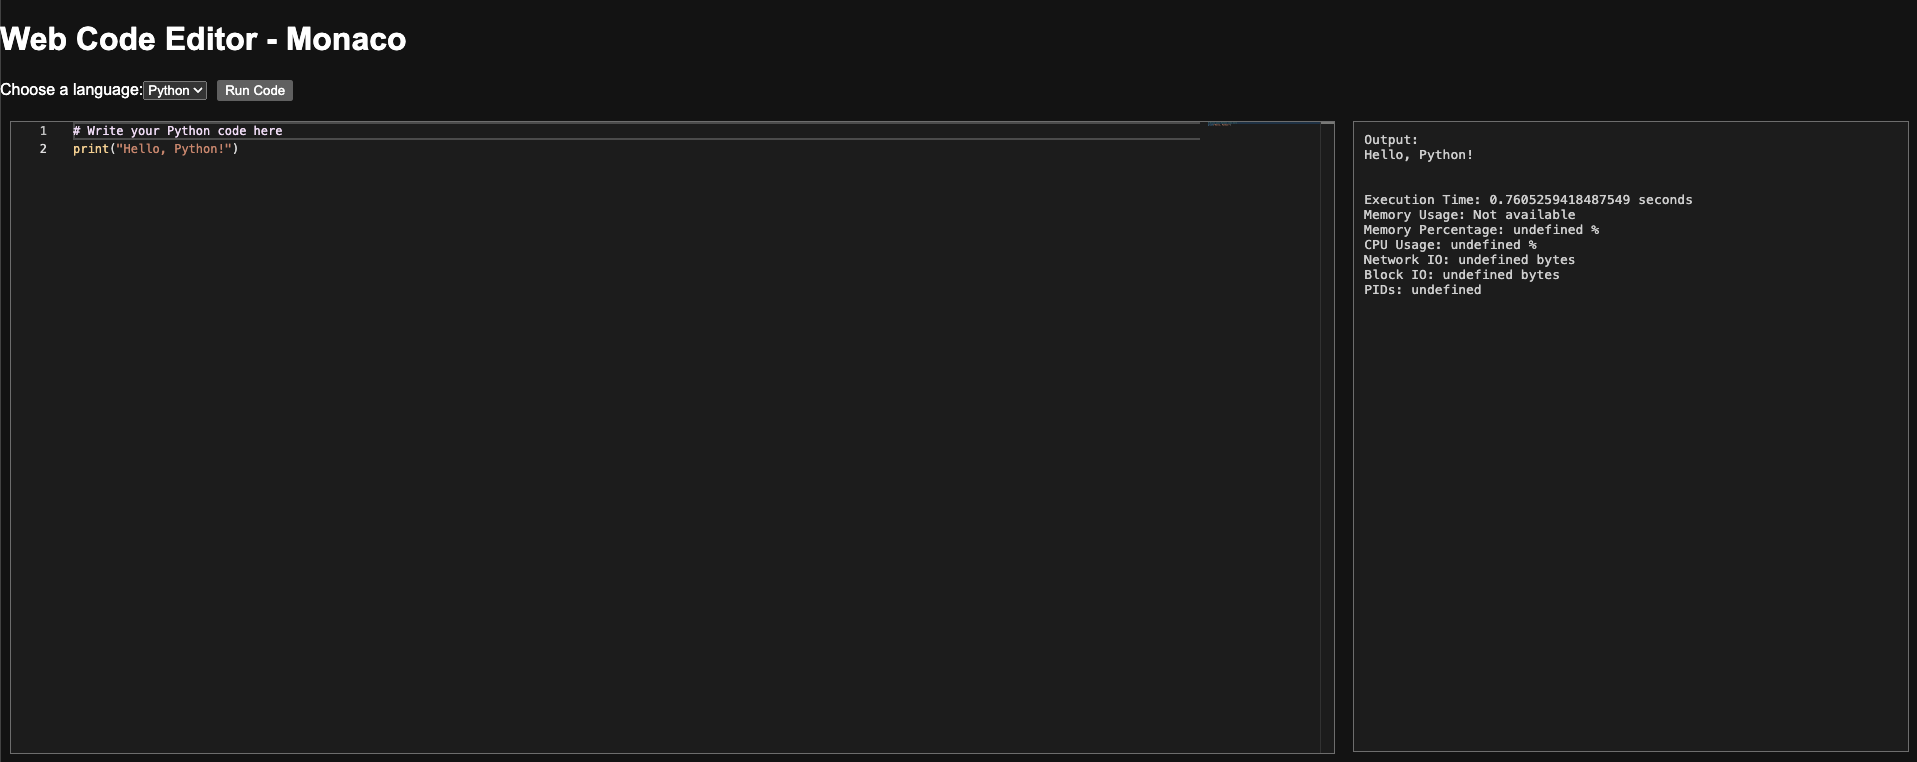 Web Code Editor - Monaco
Choose a language: Python Run Code
1 # Write your Python code here
2 print("Hello, Python!")
Output:
Hello, Python!
Execution Time: 0.7605259418487549 seconds
Memory Usage: Not available
Memory Percentage: undefined %
CPU Usage: undefined %
Network IO: undefined bytes
Block IO: undefined bytes
PIDs: undefined